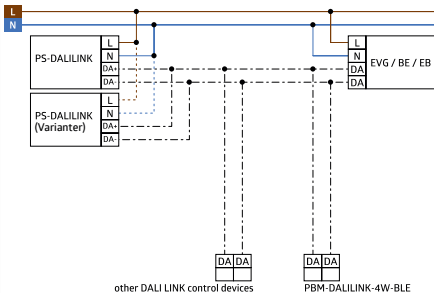 L
N
PS-DALILINK
L
N
DA+
DA-
PS-DALILINK
(Varianter)
L
N
DA+
DA-
L
N
DA
DA
EVG / BE / EB
DA DA
other DALI LINK control devices
DA DA
PBM-DALILINK-4W-BLE